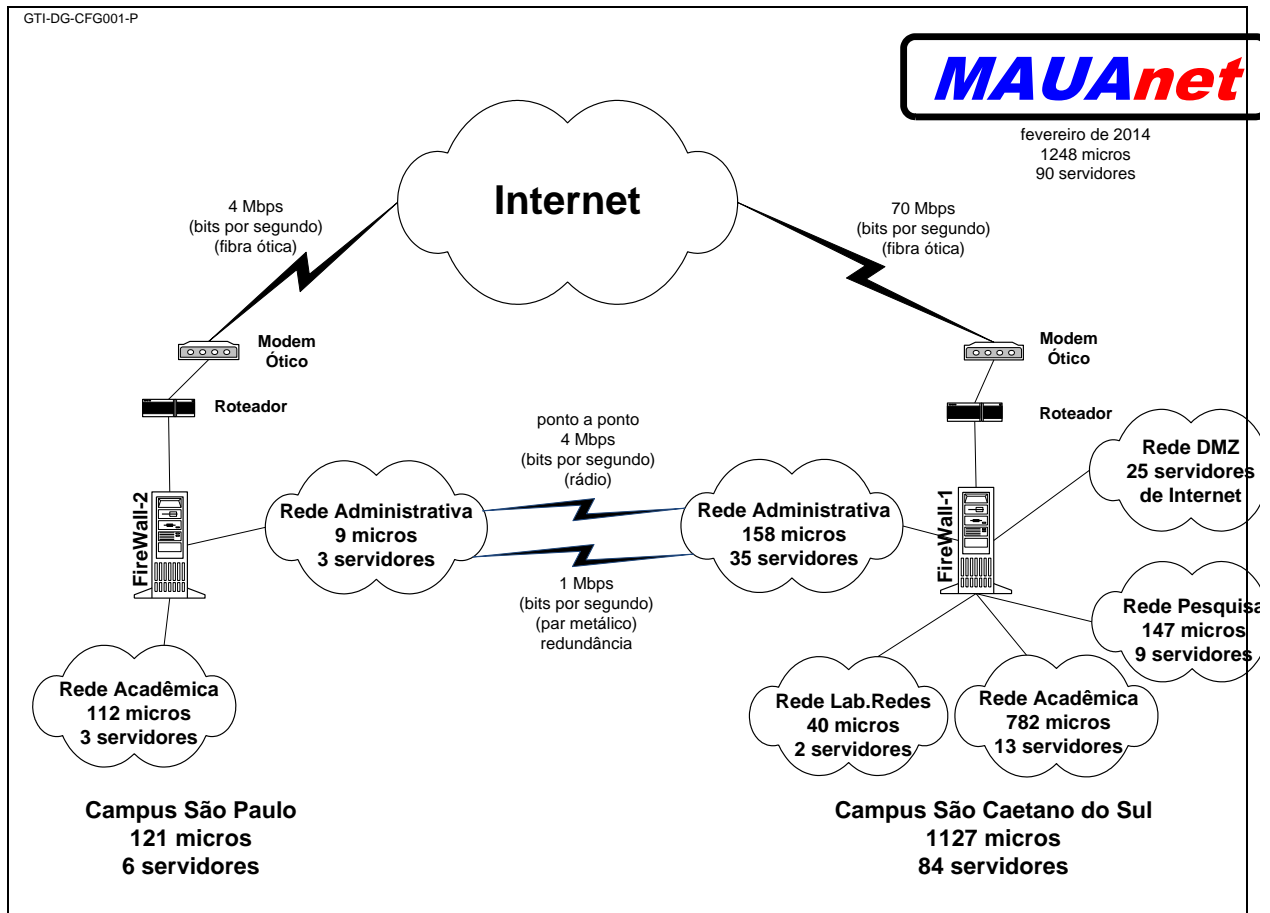 GTI-DG-CFG001-P
MAUAnet
fevereiro de 2014
1248 micros
90 servidores
Internet
4 Mbps
(bits por segundo)
(fibra ótica)
70 Mbps
(bits por segundo)
(fibra ótica)
Modem
Ótico
Modem
Ótico
Roteador
Roteador
FireWall-2
FireWall-1
ponto a ponto
4 Mbps
(bits por segundo)
(rádio)
Rede DMZ
25 servidores
de Internet
Rede Administrativa
9 micros
3 servidores
Rede Administrativa
158 micros
35 servidores
1 Mbps
(bits por segundo)
(par metálico)
redundância
Rede Pesquisa
147 micros
9 servidores
Rede Acadêmica
112 micros
3 servidores
Rede Lab.Redes
40 micros
2 servidores
Rede Acadêmica
782 micros
13 servidores
Campus São Paulo
121 micros
6 servidores
Campus São Caetano do Sul
1127 micros
84 servidores